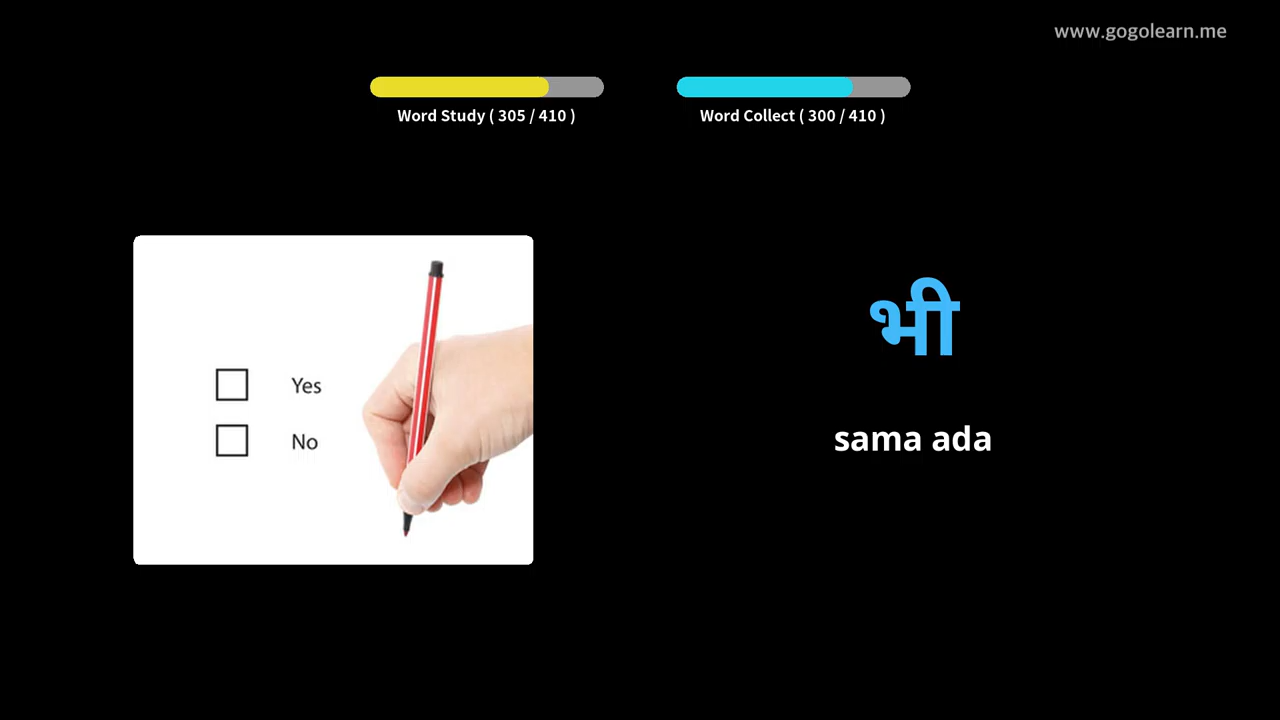 www.gogolearn.me
Word Study ( 305 / 410 )
Word Collect ( 300 / 410 )
Yes
No
भी
sama ada